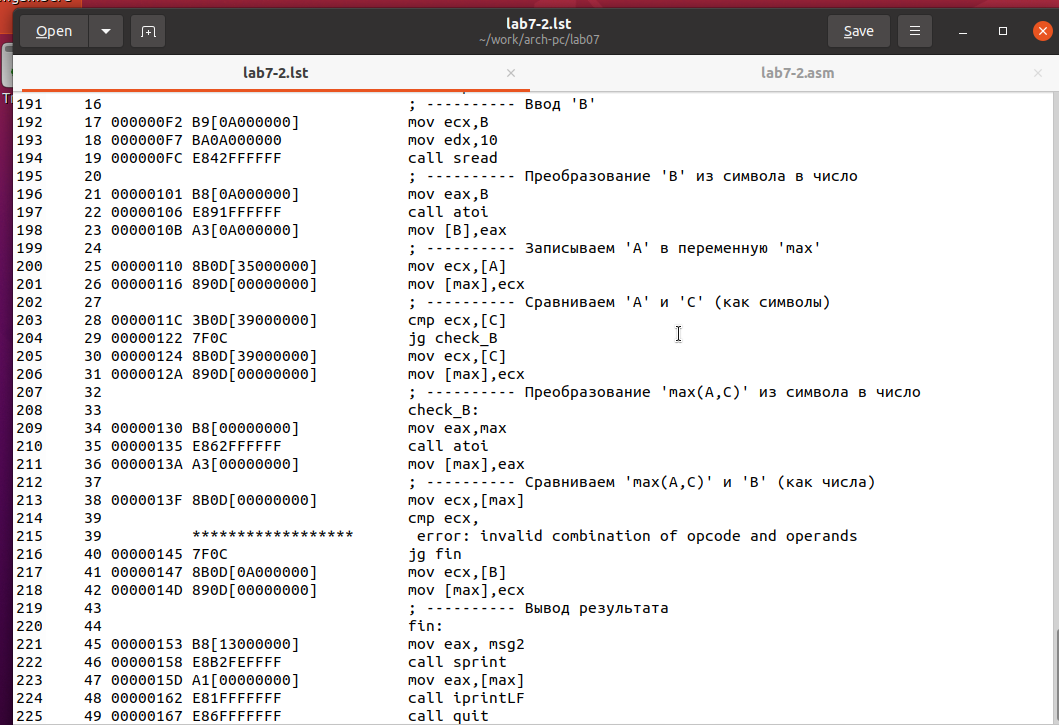 Open
lab7-2.lst
~/work/arch-pc/lab07
Save
lab7-2.lst
lab7-2.asm
191 16 ; ---------- Ввод 'B'
192 17 000000F2 B9[0A000000] mov ecx,B
193 18 000000F7 BA0A000000 mov edx,10
194 19 000000FC E842FFFFFF call sread
195 20 ; ---------- Преобразование 'B' из символа в число
196 21 00000101 B8[0A000000] mov eax,B
197 22 00000106 E891FFFFFF call atoi
198 23 0000010B A3[0A000000] mov [B],eax
199 24 ; ---------- Записываем 'A' в переменную 'max'
200 25 00000110 8B0D[35000000] mov ecx,[A]
201 26 00000116 890D[00000000] mov [max],ecx
202 27 ; ---------- Сравниваем 'A' и 'C' (как символы)
203 28 0000011C 3B0D[39000000] cmp ecx,[C]
204 29 00000122 7F0C jg check_B
205 30 00000124 8B0D[39000000] mov ecx,[C]
206 31 0000012A 890D[00000000] mov [max],ecx
207 32 ; ---------- Преобразование 'max(A,C)' из символа в число
208 33 check_B:
209 34 00000130 B8[00000000] mov eax,max
210 35 00000135 E862FFFFFF call atoi
211 36 0000013A A3[00000000] mov [max],eax
212 37 ; ---------- Сравниваем 'max(A,C)' и 'B' (как числа)
213 38 0000013F 8B0D[00000000] mov ecx,[max]
214 39 cmp ecx,
215 39 ****************** error: invalid combination of opcode and operands
216 40 00000145 7F0C jg fin
217 41 00000147 8B0D[0A000000] mov ecx,[B]
218 42 0000014D 890D[00000000] mov [max],ecx
219 43 ; ---------- Вывод результата
220 44 fin:
221 45 00000153 B8[13000000] mov eax, msg2
222 46 00000158 E8B2FEFFFF call sprint
223 47 0000015D A1[00000000] mov eax,[max]
224 48 00000162 E81FFFFFFF call iprintLF
225 49 00000167 E86FFFFFFF call quit